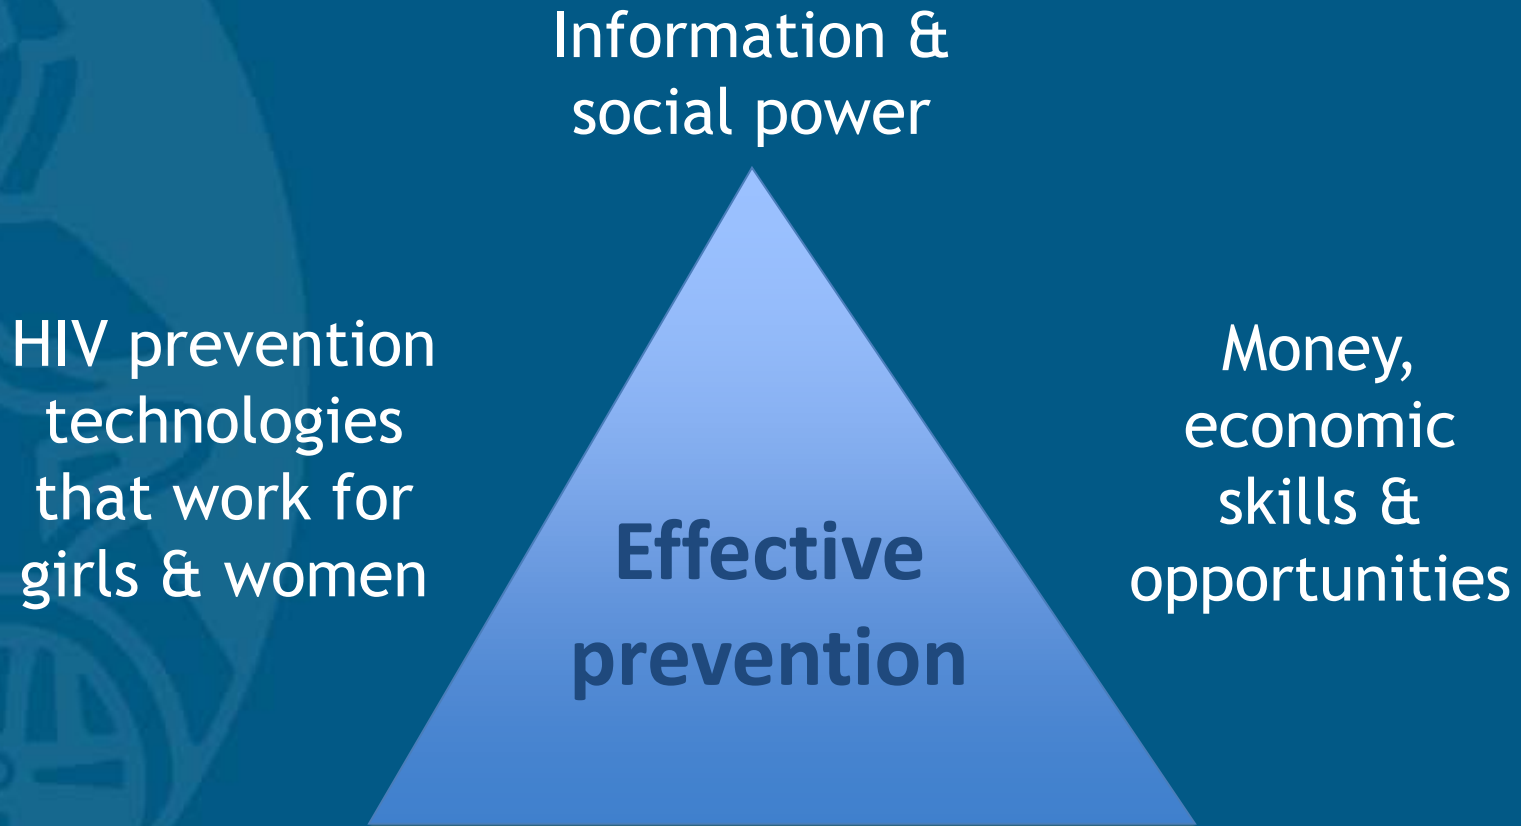 Information &
social power
HIV prevention
technologies
that work for
girls & women
Money,
economic
skills &
opportunities
Effective
prevention